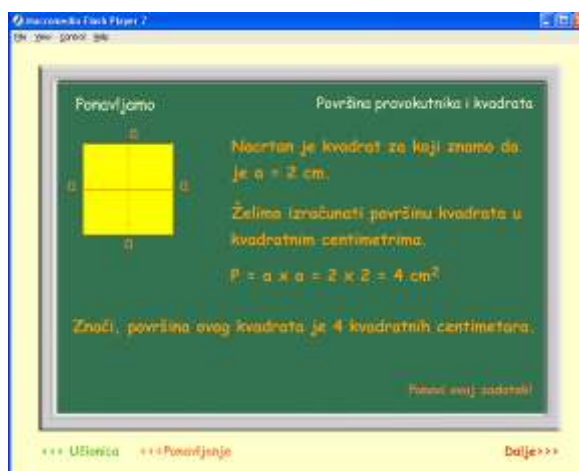 Macromedia Flash Player 7
File View Control Help
Ponavljamo
Površina pravokutnika i kvadrata
a
a a
a
Nacrtan je kvadrat za koji znamo da
je a = 2 cm.
Želimo izračunati površinu kvadrata u
kvadratnim centimetrima.
P = a x a = 2 x 2 = 4 cm²
Znači, površina ovog kvadrata je 4 kvadratnih centimetara.
Ponovi ovaj zadatak!
<<< Učionica <<<Ponavljanje Dalje>>>